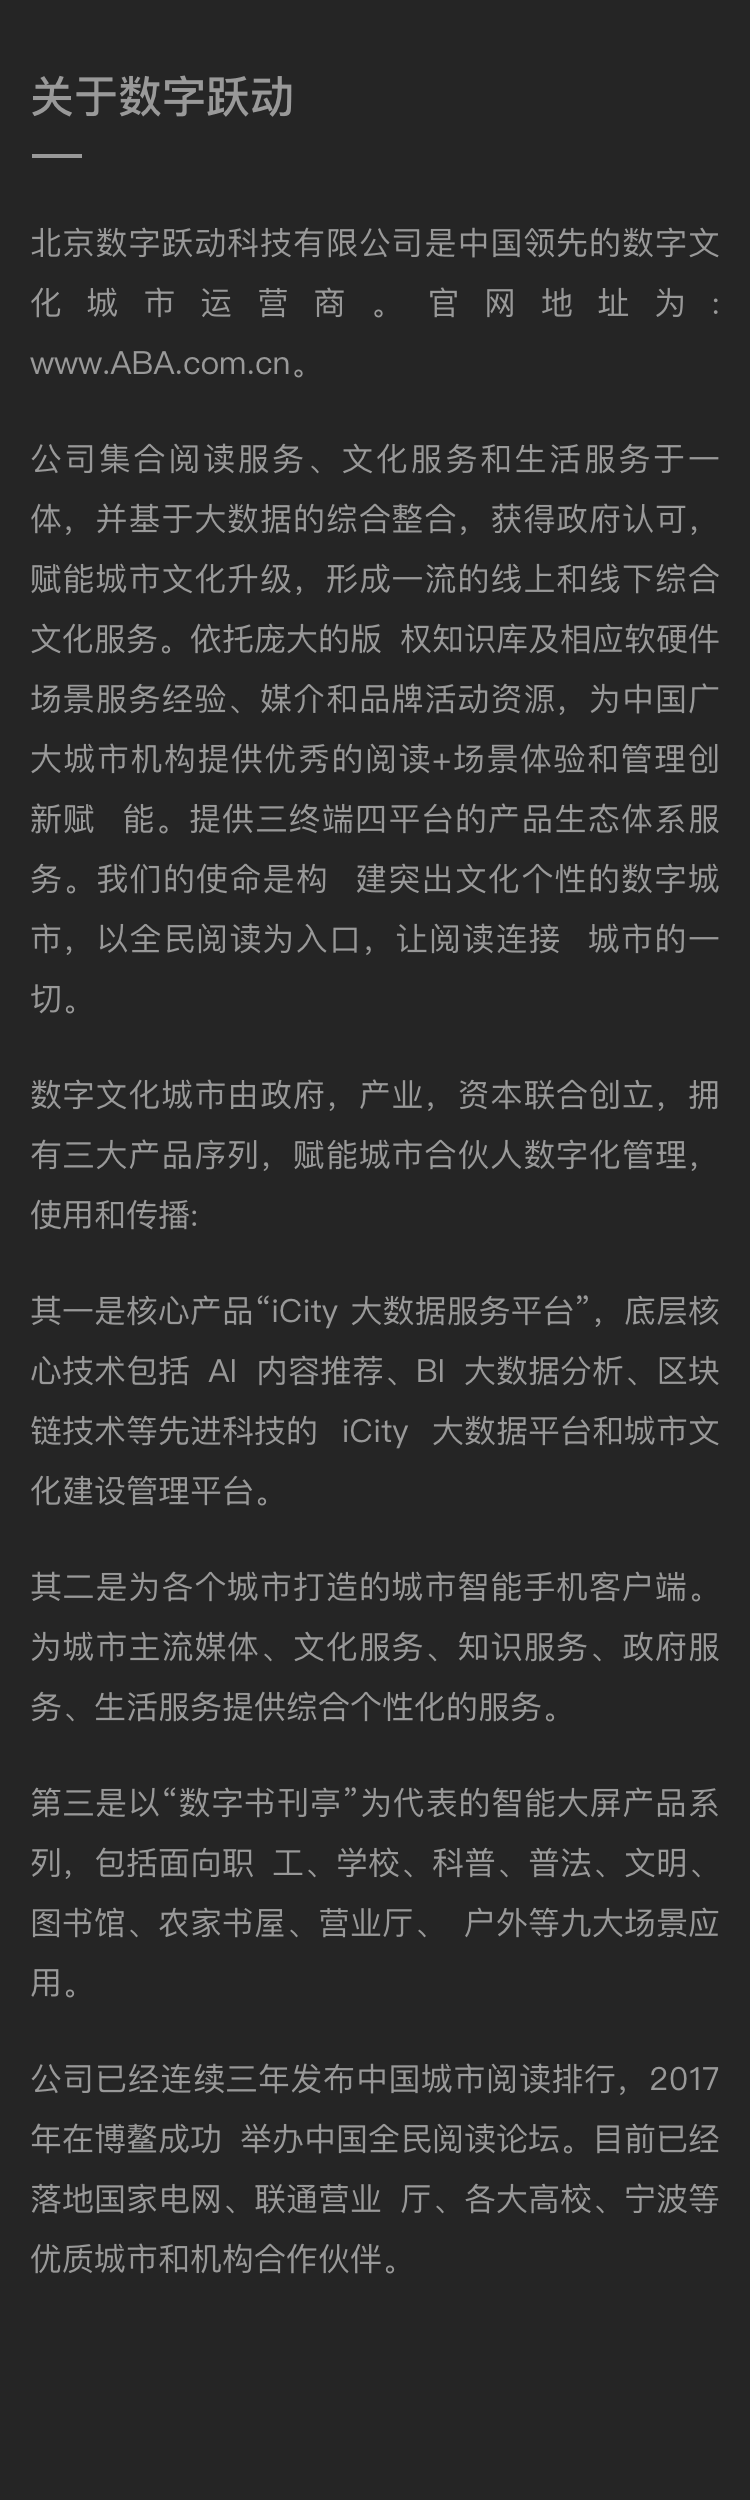 关于数字跃动
北京数字跃动科技有限公司是中国领先的数字文
化城市运营商。官网地址为:
www.ABA.com.cn。
公司集合阅读服务、文化服务和生活服务于一
体，并基于大数据的综合整合，获得政府认可，
赋能城市文化升级，形成一流的线上和线下综合
文化服务。依托庞大的版 权知识库及相应软硬件
场景服务经验、媒介和品牌活动资源，为中国广
大城市机构提供优秀的阅读+场景体验和管理创
新赋 能。提供三终端四平台的产品生态体系服
务。我们的使命是构 建突出文化个性的数字城
市，以全民阅读为入口，让阅读连接 城市的一
切。
数字文化城市由政府，产业，资本联合创立，拥
有三大产品序列，赋能城市合伙人数字化管理，
使用和传播:
其一是核心产品“iCity 大数据服务平台”，底层核
心技术包括 AI 内容推荐、BI 大数据分析、区块
链技术等先进科技的 iCity 大数据平台和城市文
化建设管理平台。
其二是为各个城市打造的城市智能手机客户端。
为城市主流媒体、文化服务、知识服务、政府服
务、生活服务提供综合个性化的服务。
第三是以“数字书刊亭”为代表的智能大屏产品系
列，包括面向职 工、学校、科普、普法、文明、
图书馆、农家书屋、营业厅、 户外等九大场景应
用。
公司已经连续三年发布中国城市阅读排行，2017
年在博鳌成功 举办中国全民阅读论坛。目前已经
落地国家电网、联通营业 厅、各大高校、宁波等
优质城市和机构合作伙伴。